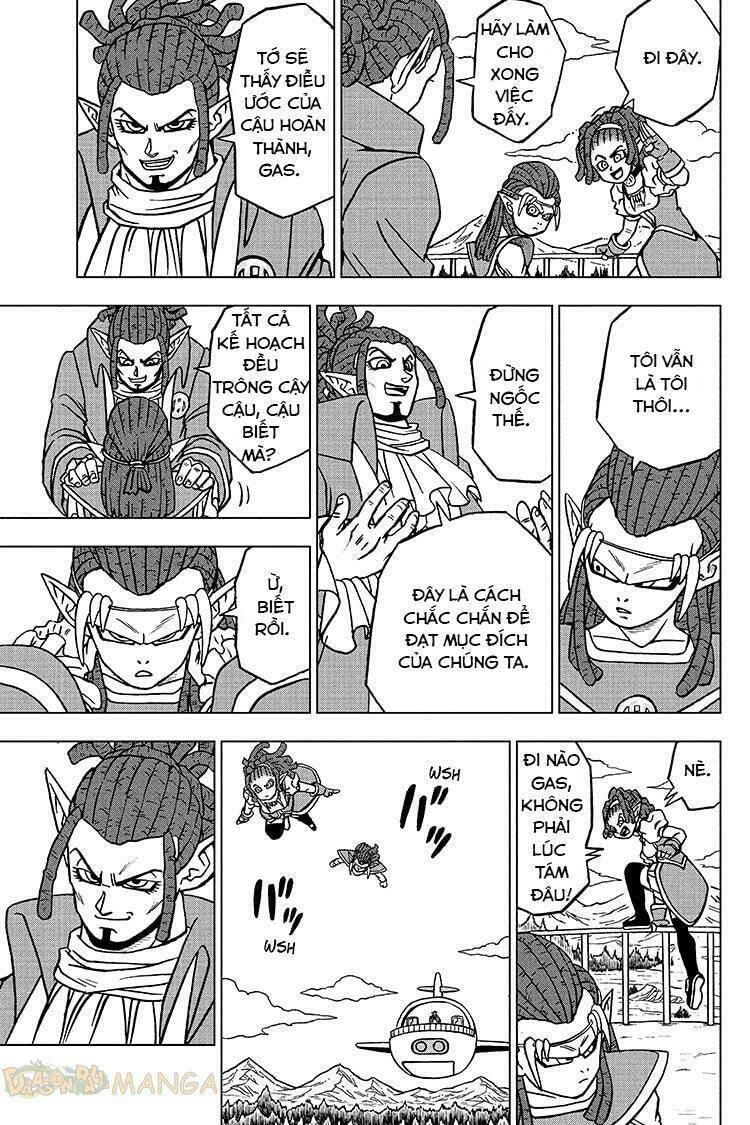 ĐI ĐÂY.
HÃY LÀM
CHO
XONG
VIỆC
ĐẤY.
TỚ SẼ
THẤY ĐIỀU
ƯỚC CỦA
CẬU HOÀN
THÀNH,
GAS.
TÔI VẪN
LÀ TÔI
THÔI...
ĐỪNG
NGỐC
THẾ.
ĐÂY LÀ CÁCH
CHẮC CHẮN ĐỂ
ĐẠT MỤC ĐÍCH
CỦA CHÚNG TA.
TẤT CẢ
KẾ HOẠCH
ĐỀU
TRÔNG CẬY
CẬU, CẬU
BIẾT
MÀ?
Ừ,
BIẾT
RỒI.
NÈ.
ĐI NÀO
GAS,
KHÔNG
PHẢI
LÚC
TÁM
ĐÂU!
WSH
WSH
DRAGON BALL MANGA